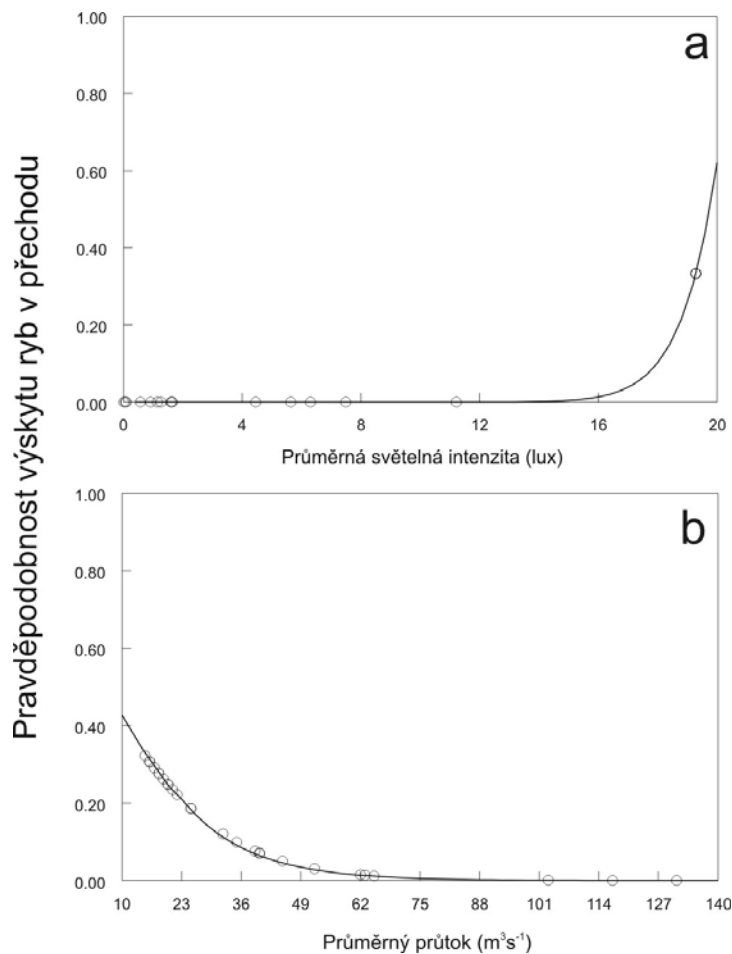 Pravděpodobnost výskytu ryb v přechodu
a
1.00
0.80
0.60
0.40
0.20
0.00
0 4 8 12 16 20
Průměrná světelná intenzita (lux)
b
1.00
0.80
0.60
0.40
0.20
0.00
10 23 36 49 62 75 88 101 114 127 140
Průměrný průtok (m³s⁻¹)